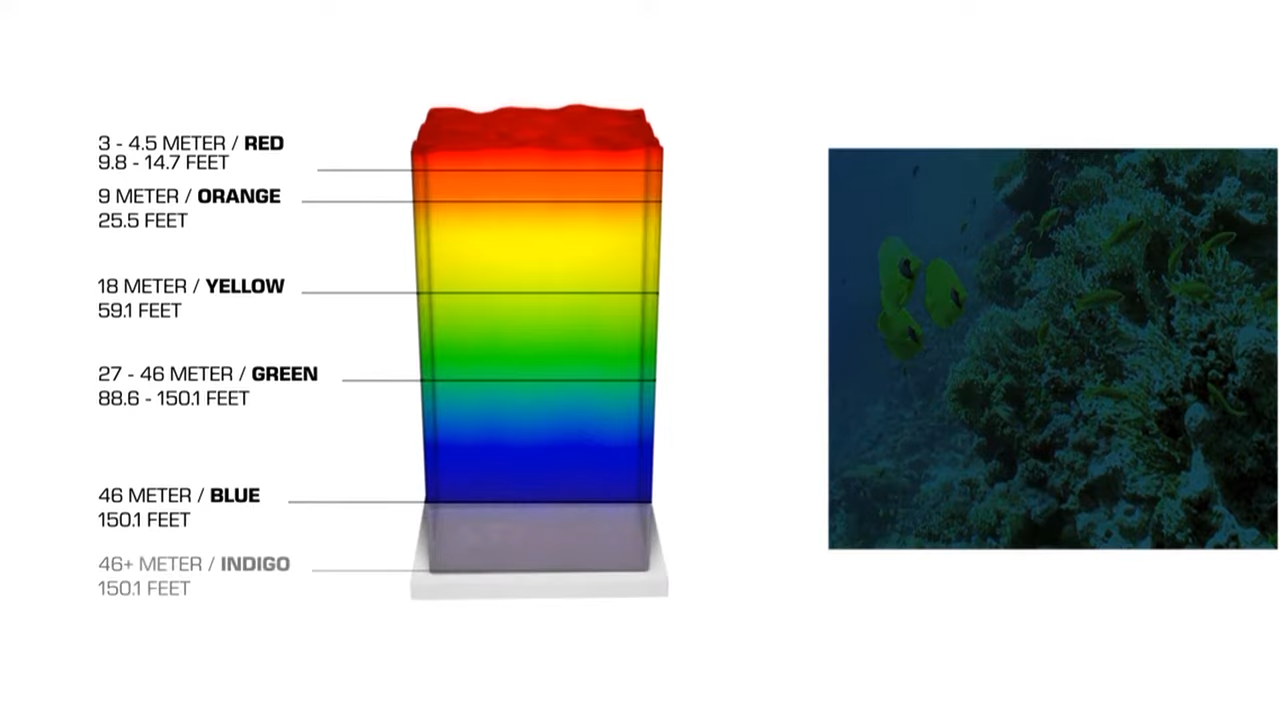 3 - 4.5 METER / RED
9.8 - 14.7 FEET
9 METER / ORANGE
25.5 FEET
18 METER / YELLOW
59.1 FEET
27 - 46 METER / GREEN
88.6 - 150.1 FEET
46 METER / BLUE
150.1 FEET
46+ METER / INDIGO
150.1 FEET